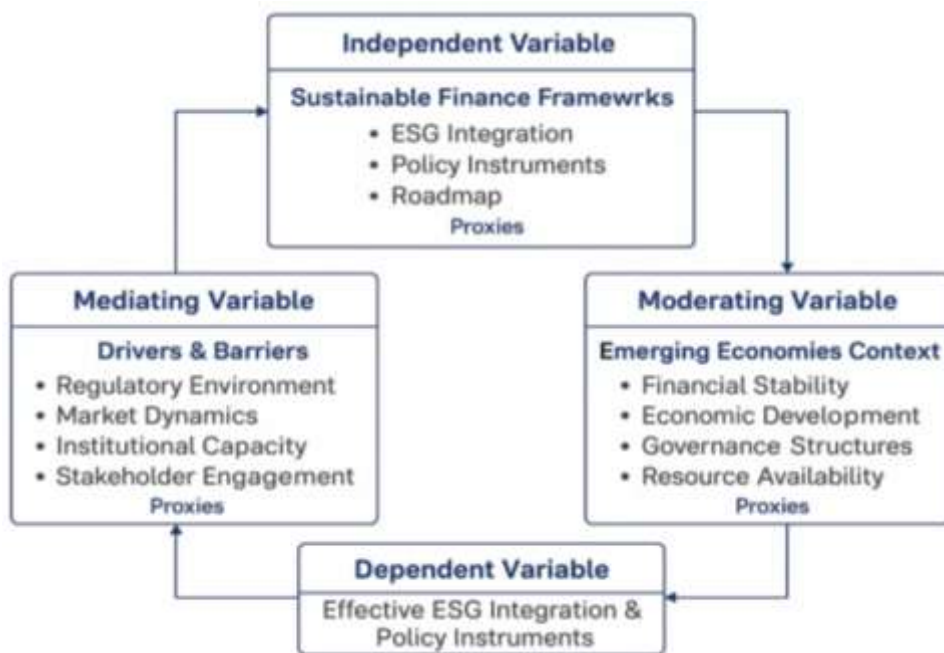 Independent Variable
Sustainable Finance Framewrks
• ESG Integration
• Policy Instruments
• Roadmap
Proxies
Mediating Variable
Drivers & Barriers
• Regulatory Environment
• Market Dynamics
• Institutional Capacity
• Stakeholder Engagement
Proxies
Moderating Variable
Emerging Economies Context
• Financial Stability
• Economic Development
• Governance Structures
• Resource Availability
Proxies
Dependent Variable
Effective ESG Integration &
Policy Instruments